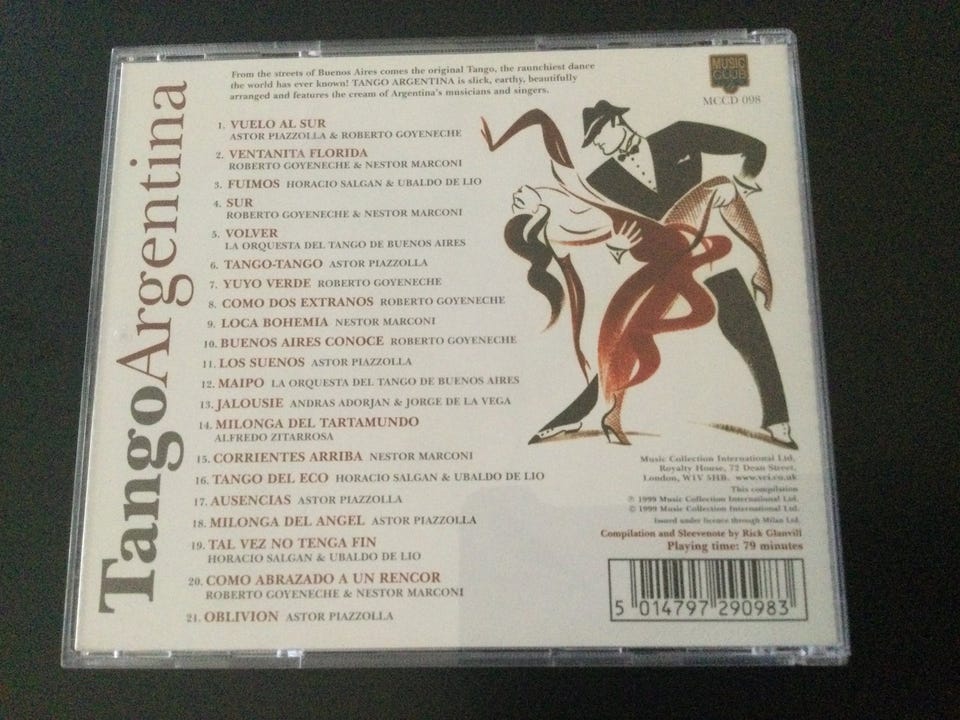 TangoArgentina
From the streets of Buenos Aires comes the original Tango, the raunchiest dance
the world has ever known! TANGO ARGENTINA is slick, earthy, beautifully
arranged and features the cream of Argentina's musicians and singers.
MUSIC
CLUB
MCCD 098
1. VUELO AL SUR
ASTOR PIAZZOLLA & ROBERTO GOYENECHE
2. VENTANITA FLORIDA
ROBERTO GOYENECHE & NESTOR MARCONI
3. FUIMOS HORACIO SALGAN & UBALDO DE LIO
4. SUR
ROBERTO GOYENECHE & NESTOR MARCONI
5. VOLVER
LA ORQUESTA DEL TANGO DE BUENOS AIRES
6. TANGO-TANGO ASTOR PIAZZOLLA
7. YUYO VERDE ROBERTO GOYENECHE
8. COMO DOS EXTRANOS ROBERTO GOYENECHE
9. LOCA BOHEMIA NESTOR MARCONI
10. BUENOS AIRES CONOCE ROBERTO GOYENECHE
11. LOS SUENOS ASTOR PIAZZOLLA
12. MAIPO LA ORQUESTA DEL TANGO DE BUENOS AIRES
13. JALOUSIE ANDRAS ADORJAN & JORGE DE LA VEGA
14. MILONGA DEL TARTAMUNDO
ALFREDO ZITARROSA
15. CORRIENTES ARRIBA NESTOR MARCONI
16. TANGO DEL ECO HORACIO SALGAN & UBALDO DE LIO
17. AUSENCIAS ASTOR PIAZZOLLA
18. MILONGA DEL ANGEL ASTOR PIAZZOLLA
19. TAL VEZ NO TENGA FIN
HORACIO SALGAN & UBALDO DE LIO
20. COMO ABRAZADO A UN RENCOR
ROBERTO GOYENECHE & NESTOR MARCONI
21. OBLIVION ASTOR PIAZZOLLA
Music Collection International Ltd,
Royalty House, 72 Dean Street,
London, W1V 5HB. www.vci.co.uk
This compilation
℗ 1999 Music Collection International Ltd.
© 1999 Music Collection International Ltd.
Issued under licence through Milan Ltd.
Compilation and Sleevenote by Rick Glanvill
Playing time: 79 minutes
5 014797 290983